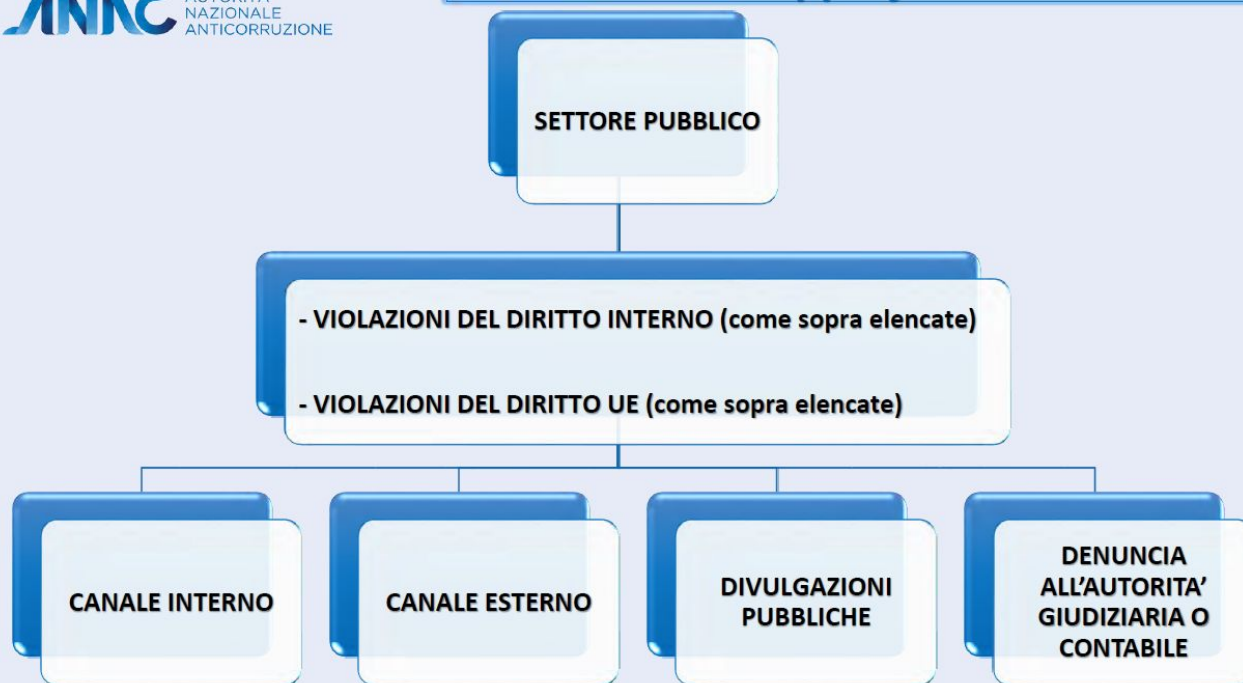 ANAC
NAZIONALE
ANTICORRUZIONE
SETTORE PUBBLICO
- VIOLAZIONI DEL DIRITTO INTERNO (come sopra elencate)
- VIOLAZIONI DEL DIRITTO UE (come sopra elencate)
CANALE INTERNO
CANALE ESTERNO
DIVULGAZIONI
PUBBLICHE
DENUNCIA
ALL'AUTORITA'
GIUDIZIARIA O
CONTABILE